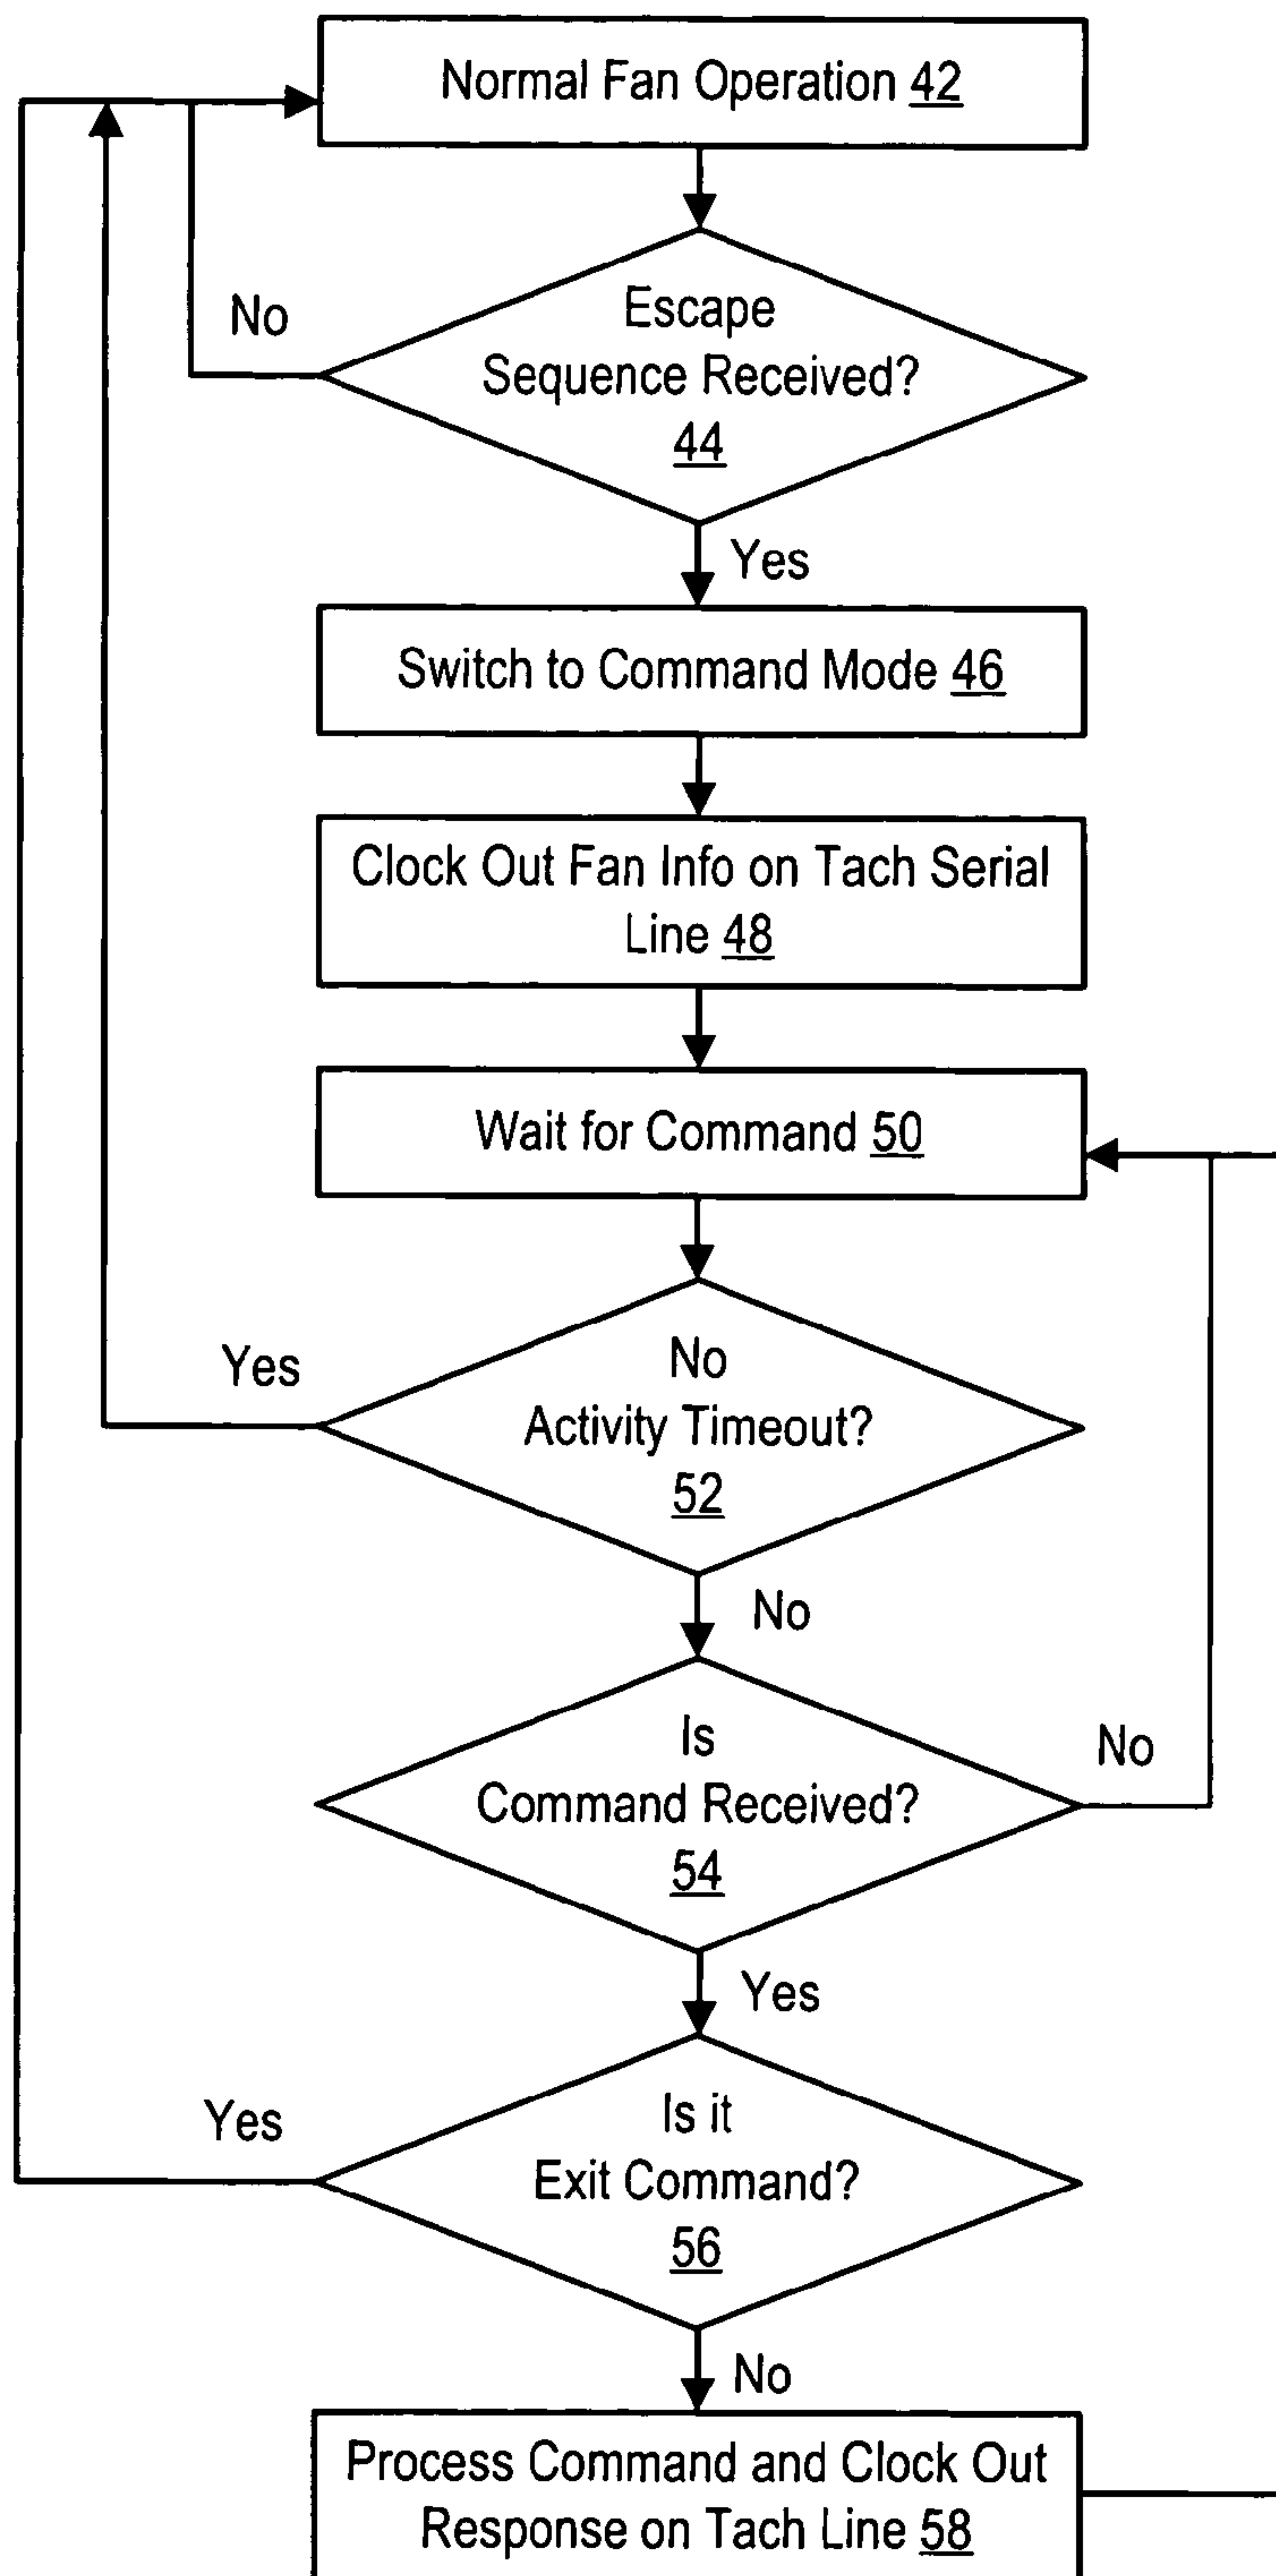 Normal Fan Operation 42
No
Escape
Sequence Received?
44
Yes
Switch to Command Mode 46
Clock Out Fan Info on Tach Serial
Line 48
Wait for Command 50
Yes
No
Activity Timeout?
52
No
Is
Command Received?
54
No
Yes
Yes
Is it
Exit Command?
56
No
Process Command and Clock Out
Response on Tach Line 58